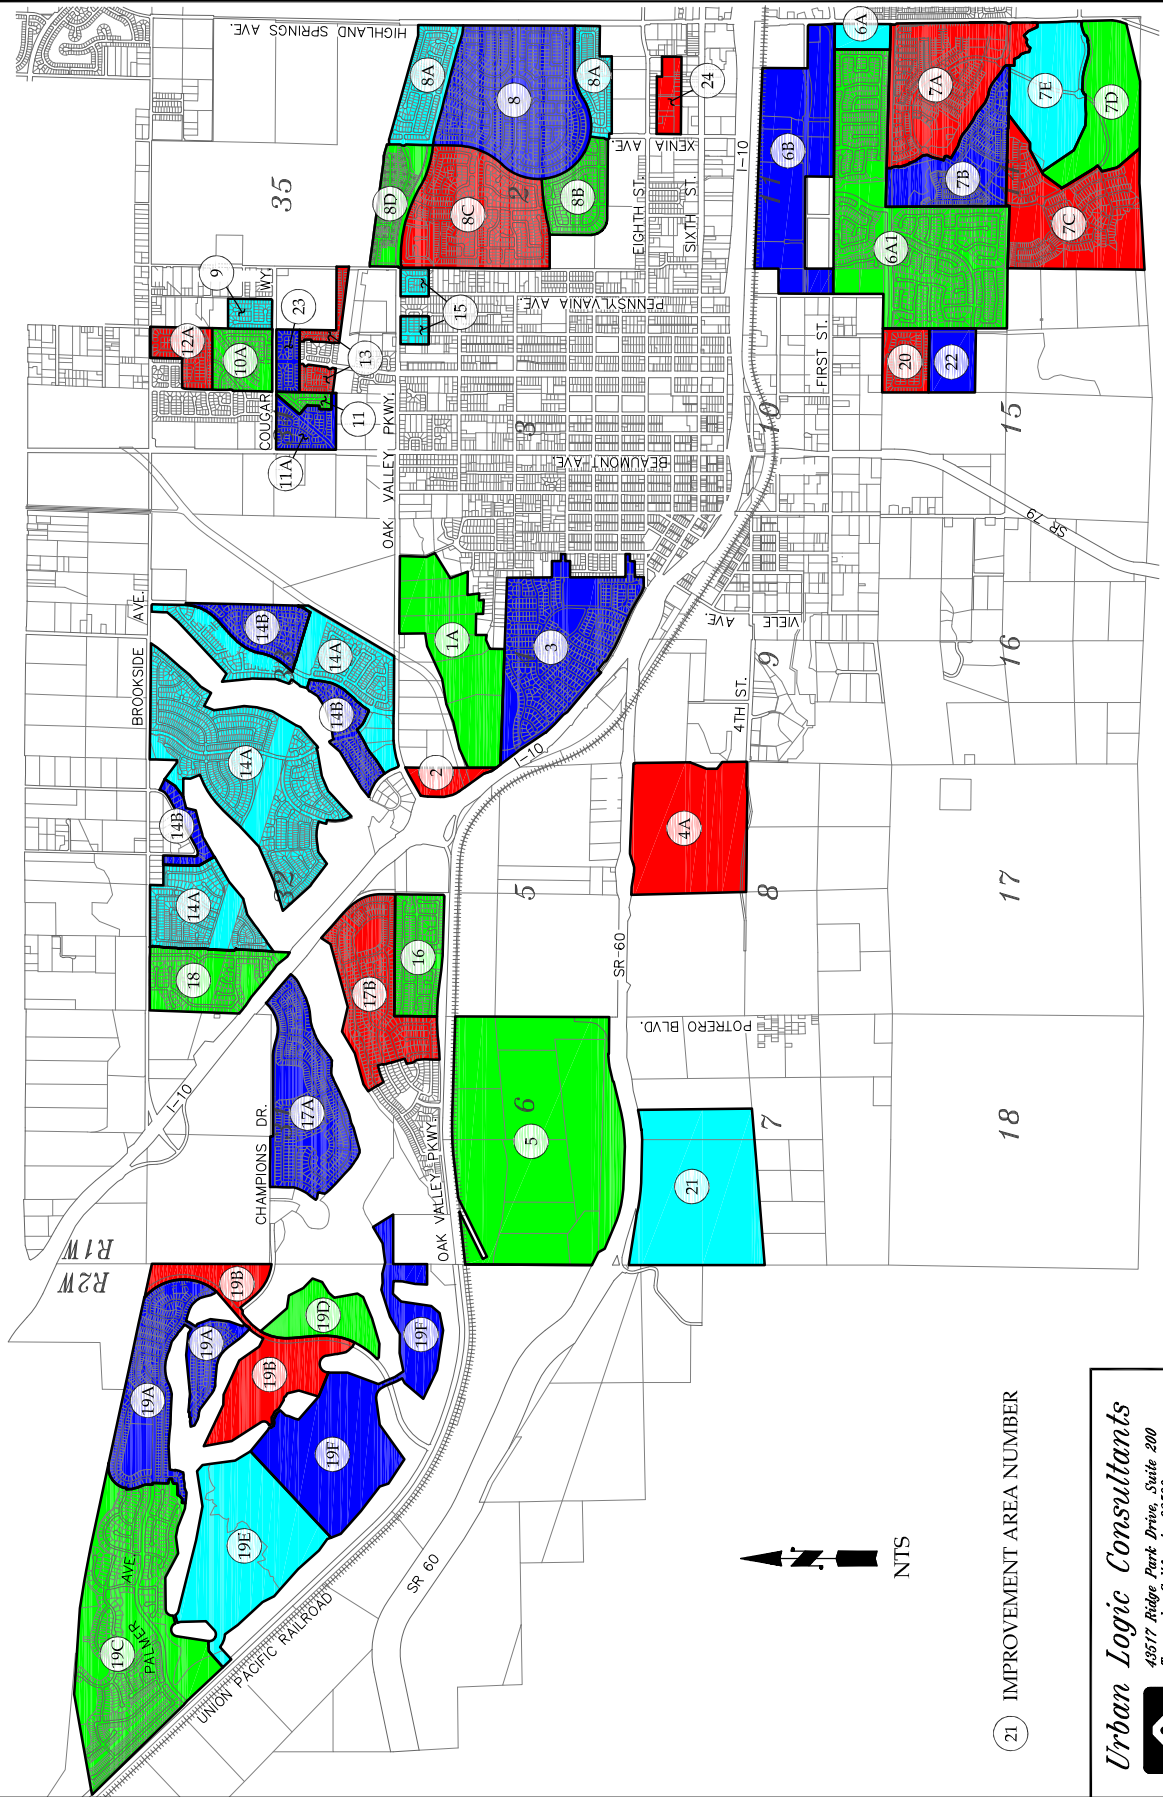 HIGHLAND SPRINGS AVE.
8A
8
8A
24
6A
7A
7E
7D
XENIA AVE.
I-10
6B
11
7B
7C
35
8D
8C
2
8B
EIGHTH ST.
SIXTH ST.
6A1
9
WY.
23
15
PENNSYLVANIA AVE.
12A
10A
13
FIRST ST.
20
22
COUGAR
11
11A
OAK VALLEY PKWY.
3
BEAUMONT AVE.
10
15
SR 79
BROOKSIDE AVE.
14B
14A
14B
14A
14B
14A
32
1A
3
VIELE AVE.
9
16
4TH ST.
2
I-10
4A
5
8
17
18
17B
16
SR-60
POTRERO BLVD.
I-10
CHAMPIONS DR.
17A
OAK VALLEY PKWY.
6
5
7
18
21
R1W
R2W
19B
19A
19A
19B
19D
19F
19F
19E
19C
PALMER AVE.
UNION PACIFIC RAILROAD
SR 60
NTS
21 IMPROVEMENT AREA NUMBER
Urban Logic Consultants
43517 Ridge Park Drive, Suite 200